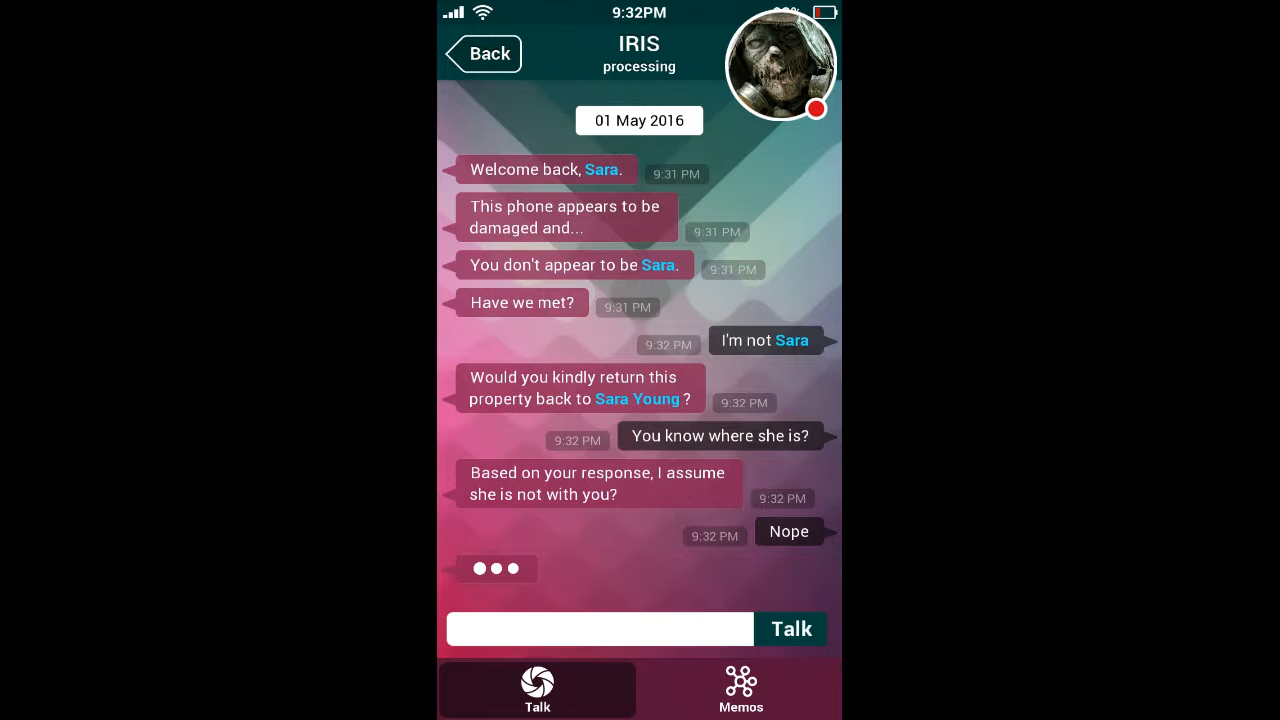 9:32PM
Back
IRIS
processing
01 May 2016
Welcome back, Sara.
9:31 PM
This phone appears to be
damaged and...
9:31 PM
You don't appear to be Sara.
9:31 PM
Have we met?
9:31 PM
9:32 PM
I'm not Sara
Would you kindly return this
property back to Sara Young ?
9:32 PM
9:32 PM
You know where she is?
Based on your response, I assume
she is not with you?
9:32 PM
9:32 PM
Nope
Talk
Talk
Memos